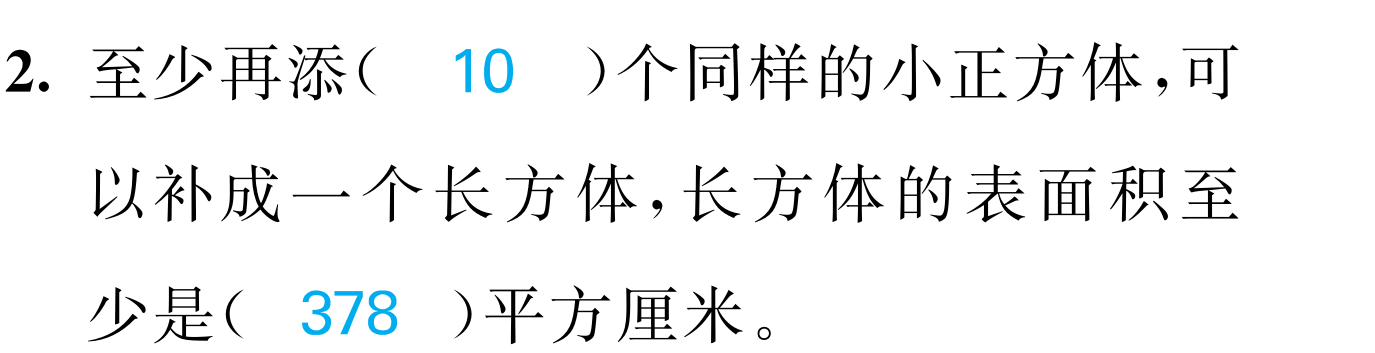 2. 至少再添( 10 )个同样的小正方体,可
以补成一个长方体,长方体的表面积至
少是( 378 )平方厘米。